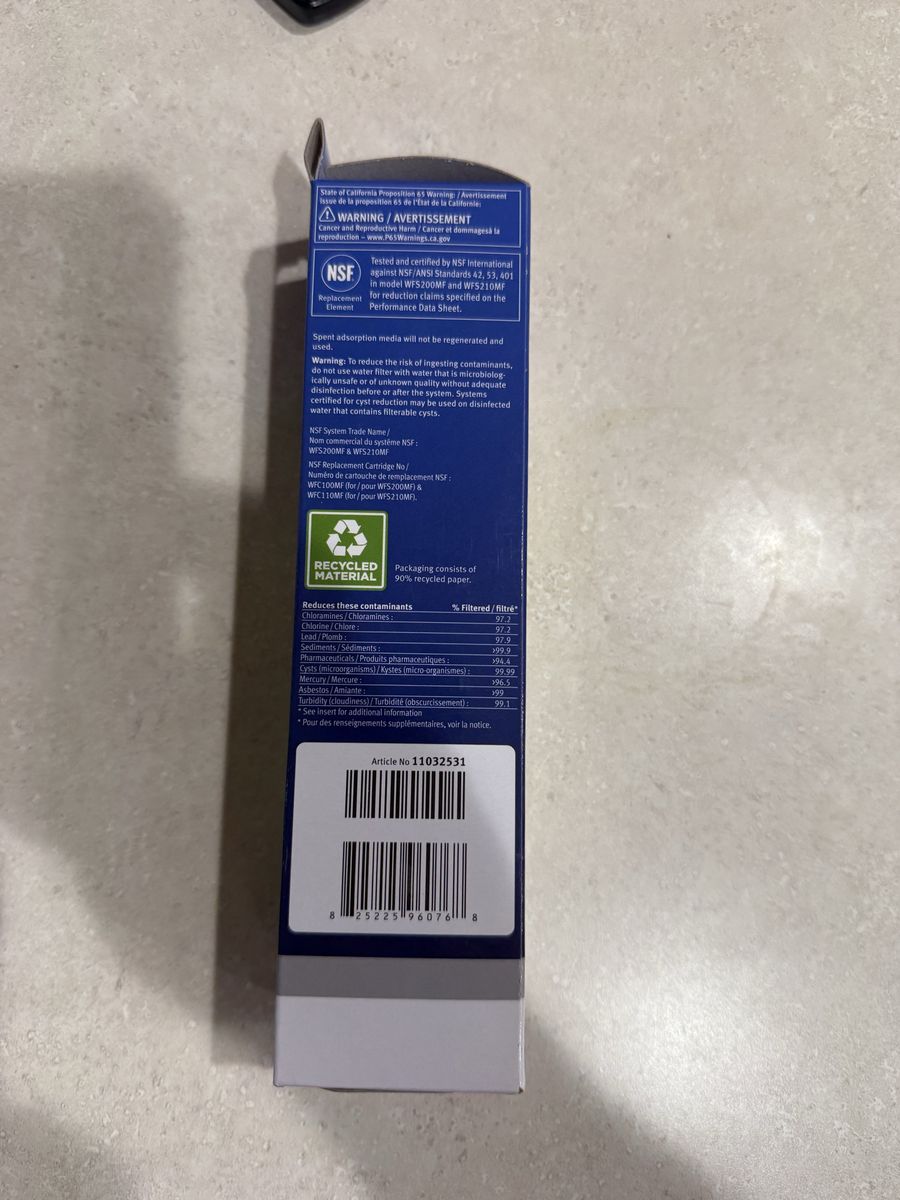 State of California Proposition 65 Warning: / Avertissement
issue de la proposition 65 de l'État de la Californie:
WARNING / AVERTISSEMENT
Cancer and Reproductive Harm / Cancer et dommagesà la
reproduction – www.P65Warnings.ca.gov
NSF.
Replacement
Element
Tested and certified by NSF International
against NSF/ANSI Standards 42, 53, 401
in model WFS200MF and WFS210MF
for reduction claims specified on the
Performance Data Sheet.
Spent adsorption media will not be regenerated and
used.
Warning: To reduce the risk of ingesting contaminants,
do not use water filter with water that is microbiolog-
ically unsafe or of unknown quality without adequate
disinfection before or after the system. Systems
certified for cyst reduction may be used on disinfected
water that contains filterable cysts.
NSF System Trade Name /
Nom commercial du système NSF :
WFS200MF & WFS210MF
NSF Replacement Cartridge No /
Numéro de cartouche de remplacement NSF :
WFC100MF (for / pour WFS200MF) &
WFC110MF (for / pour WFS210MF).
RECYCLED
MATERIAL
Packaging consists of
90% recycled paper.
Reduces these contaminants % Filtered / filtré*
Chloramines / Chloramines : 97.2
Chlorine / Chlore : 97.2
Lead / Plomb : 97.9
Sediments / Sédiments : >99.9
Pharmaceuticals / Produits pharmaceutiques : >94.4
Cysts (microorganisms) / Kystes (micro-organismes) : 99.99
Mercury / Mercure : >96.5
Asbestos / Amiante : >99
Turbidity (cloudiness) / Turbidité (obscurcissement) : 99.1
* See insert for additional information
* Pour des renseignements supplémentaires, voir la notice.
Article No 11032531
8 25225 96076 8